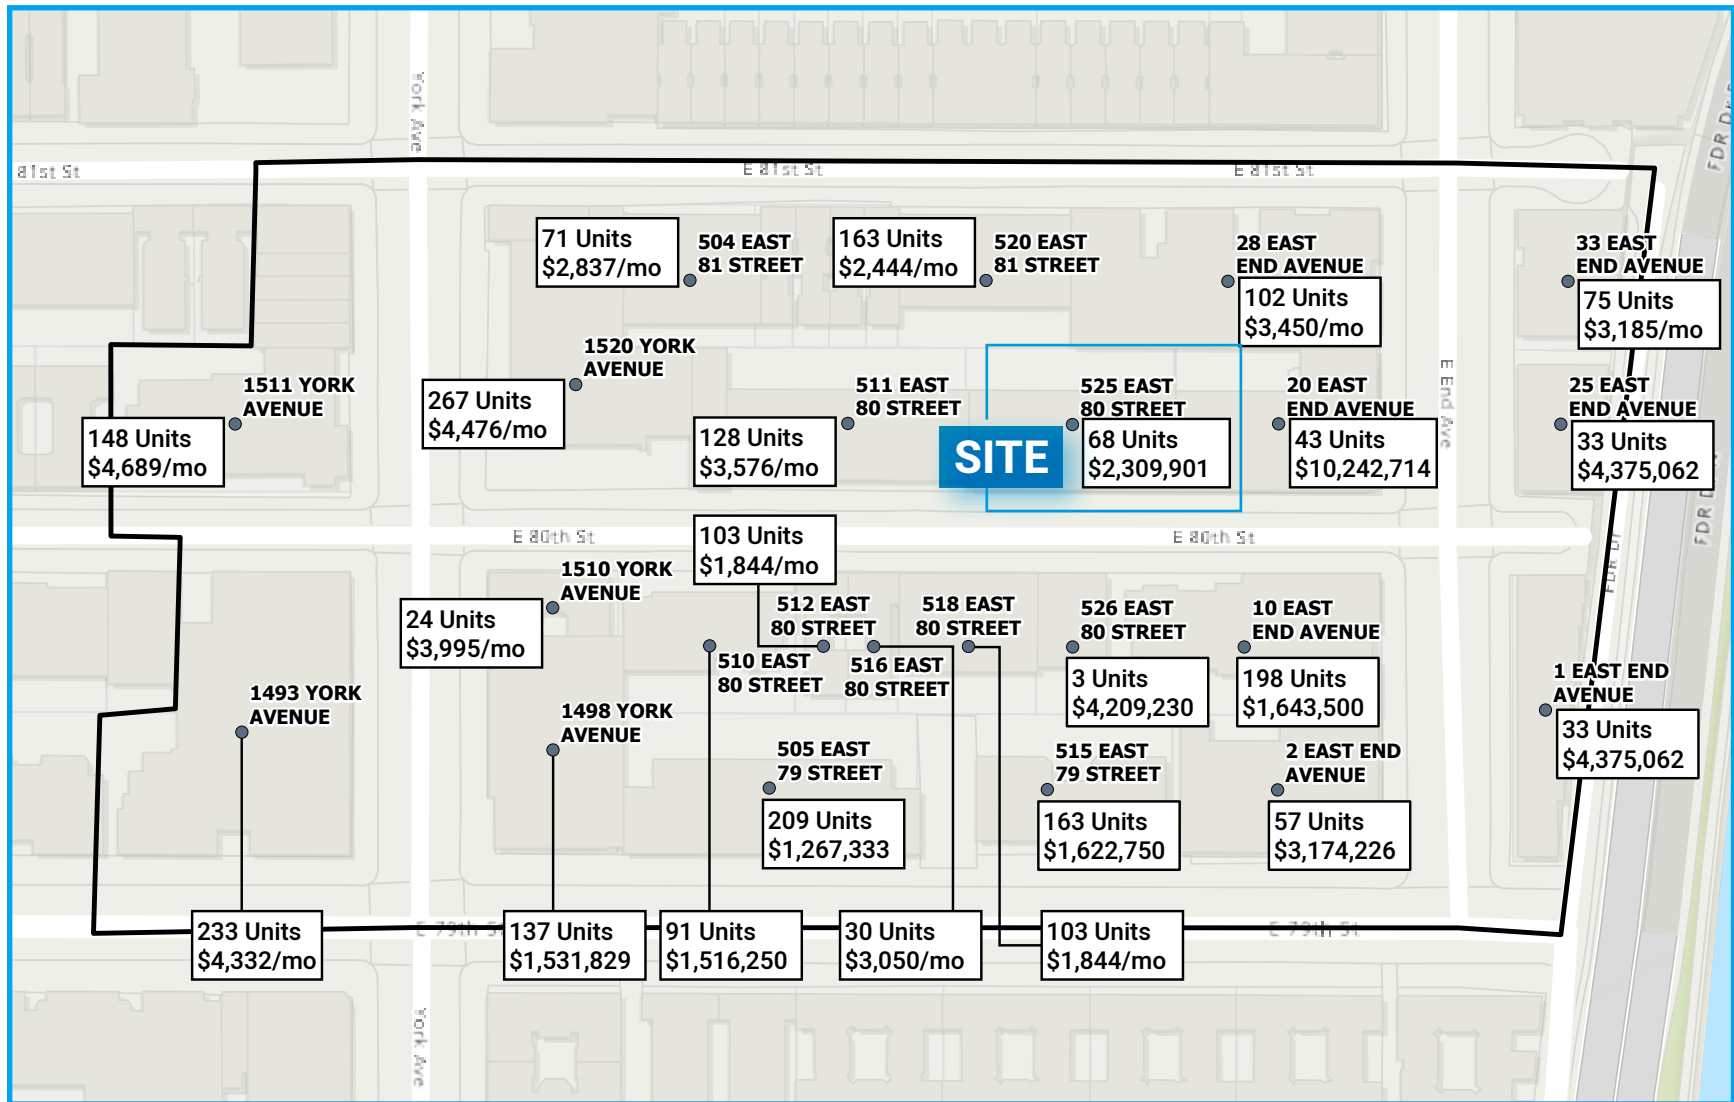 York Ave
FDR Dr
81st St
E 81st St
E 81st St
FDR Dr
71 Units
$2,837/mo
504 EAST
81 STREET
163 Units
$2,444/mo
520 EAST
81 STREET
28 EAST
END AVENUE
102 Units
$3,450/mo
33 EAST
END AVENUE
75 Units
$3,185/mo
1511 YORK
AVENUE
148 Units
$4,689/mo
1520 YORK
AVENUE
267 Units
$4,476/mo
511 EAST
80 STREET
128 Units
$3,576/mo
SITE
525 EAST
80 STREET
68 Units
$2,309,901
20 EAST
END AVENUE
43 Units
$10,242,714
E End Ave
25 EAST
END AVENUE
33 Units
$4,375,062
FDR D
E 80th St
E 80th St
FDR Dr
103 Units
$1,844/mo
1510 YORK
AVENUE
24 Units
$3,995/mo
512 EAST
80 STREET
518 EAST
80 STREET
510 EAST
80 STREET
516 EAST
80 STREET
526 EAST
80 STREET
3 Units
$4,209,230
10 EAST
END AVENUE
198 Units
$1,643,500
1 EAST END
AVENUE
33 Units
$4,375,062
1493 YORK
AVENUE
1498 YORK
AVENUE
505 EAST
79 STREET
209 Units
$1,267,333
515 EAST
79 STREET
163 Units
$1,622,750
2 EAST END
AVENUE
57 Units
$3,174,226
E 79th St
E 79th St
233 Units
$4,332/mo
137 Units
$1,531,829
91 Units
$1,516,250
30 Units
$3,050/mo
103 Units
$1,844/mo
York Ave